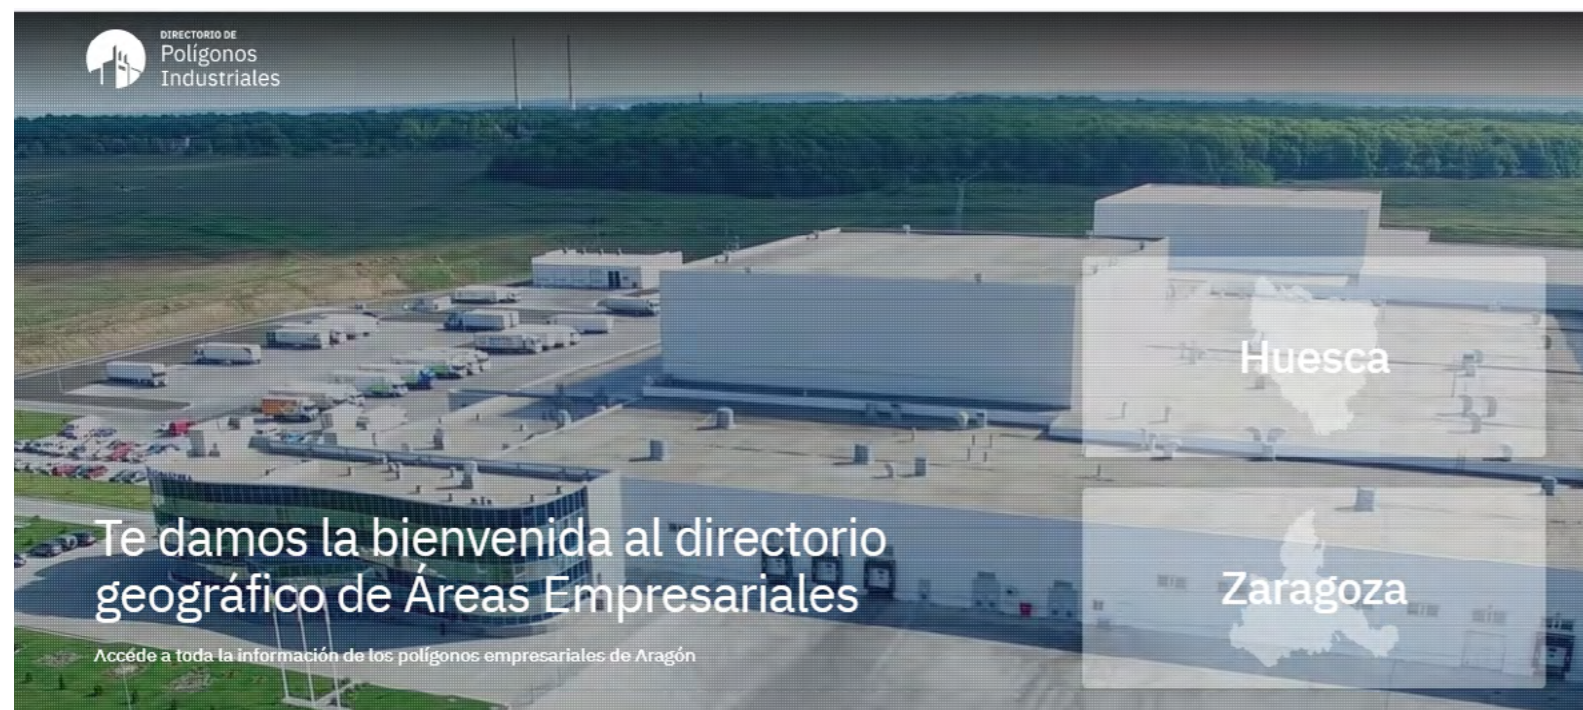 DIRECTORIO DE
Polígonos
Industriales
Huesca
Te damos la bienvenida al directorio
geográfico de Áreas Empresariales
Zaragoza
Accede a toda la información de los polígonos empresariales de Aragón